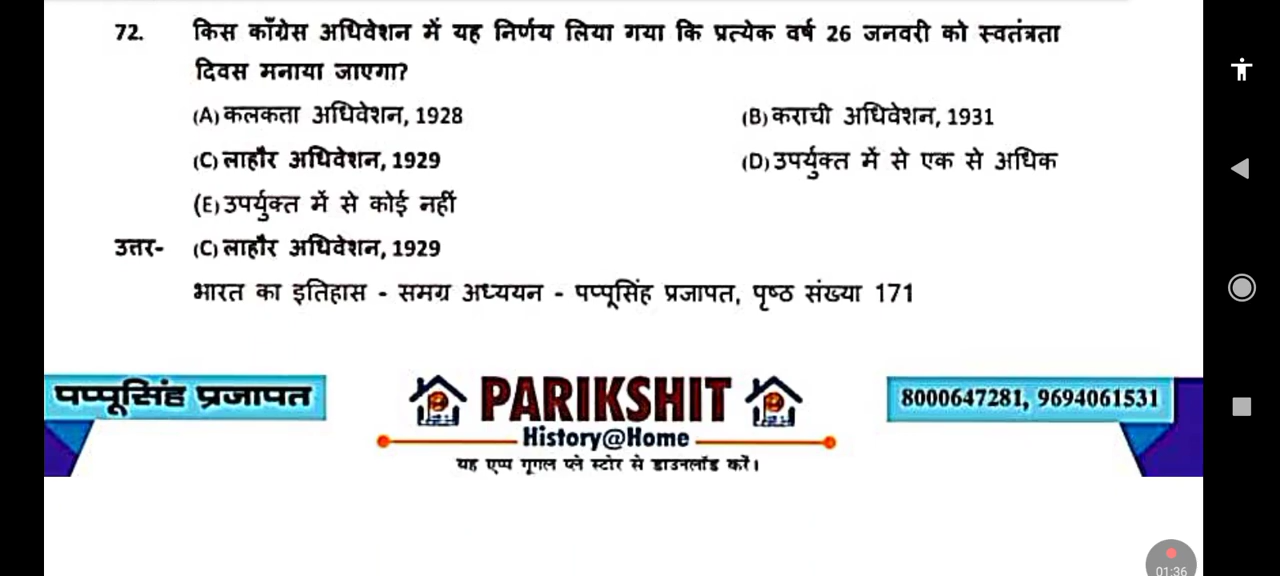 72. किस काँग्रेस अधिवेशन में यह निर्णय लिया गया कि प्रत्येक वर्ष 26 जनवरी को स्वतंत्रता
दिवस मनाया जाएगा?
(A) कलकत्ता अधिवेशन, 1928 (B) कराची अधिवेशन, 1931
(C) लाहौर अधिवेशन, 1929 (D) उपर्युक्त में से एक से अधिक
(E) उपर्युक्त में से कोई नहीं
उत्तर- (C) लाहौर अधिवेशन, 1929
भारत का इतिहास - समग्र अध्ययन - पप्पूसिंह प्रजापत, पृष्ठ संख्या 171
पप्पूसिंह प्रजापत
PARIKSHIT
History@Home
यह एप्प गूगल प्ले स्टोर से डाउनलॉड करें।
8000647281, 9694061531
01:36